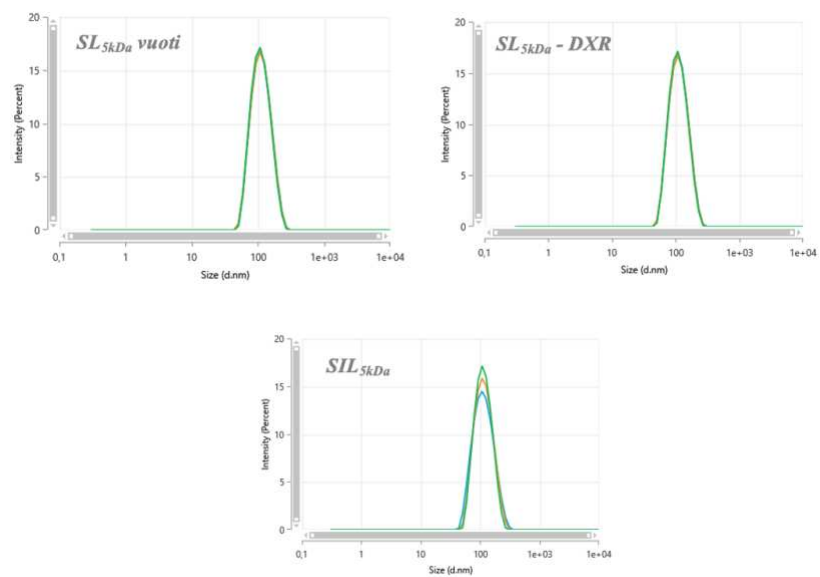 SL5kDa vuoti
20
15
10
5
0
Intensity (Percent)
0,1 1 10 100 1e+03 1e+04
Size (d.nm)
SL5kDa - DXR
20
15
10
5
0
Intensity (Percent)
0,1 1 10 100 1e+03 1e+04
Size (d.nm)
SIL5kDa
20
15
10
5
0
Intensity (Percent)
0,1 1 10 100 1e+03 1e+04
Size (d.nm)